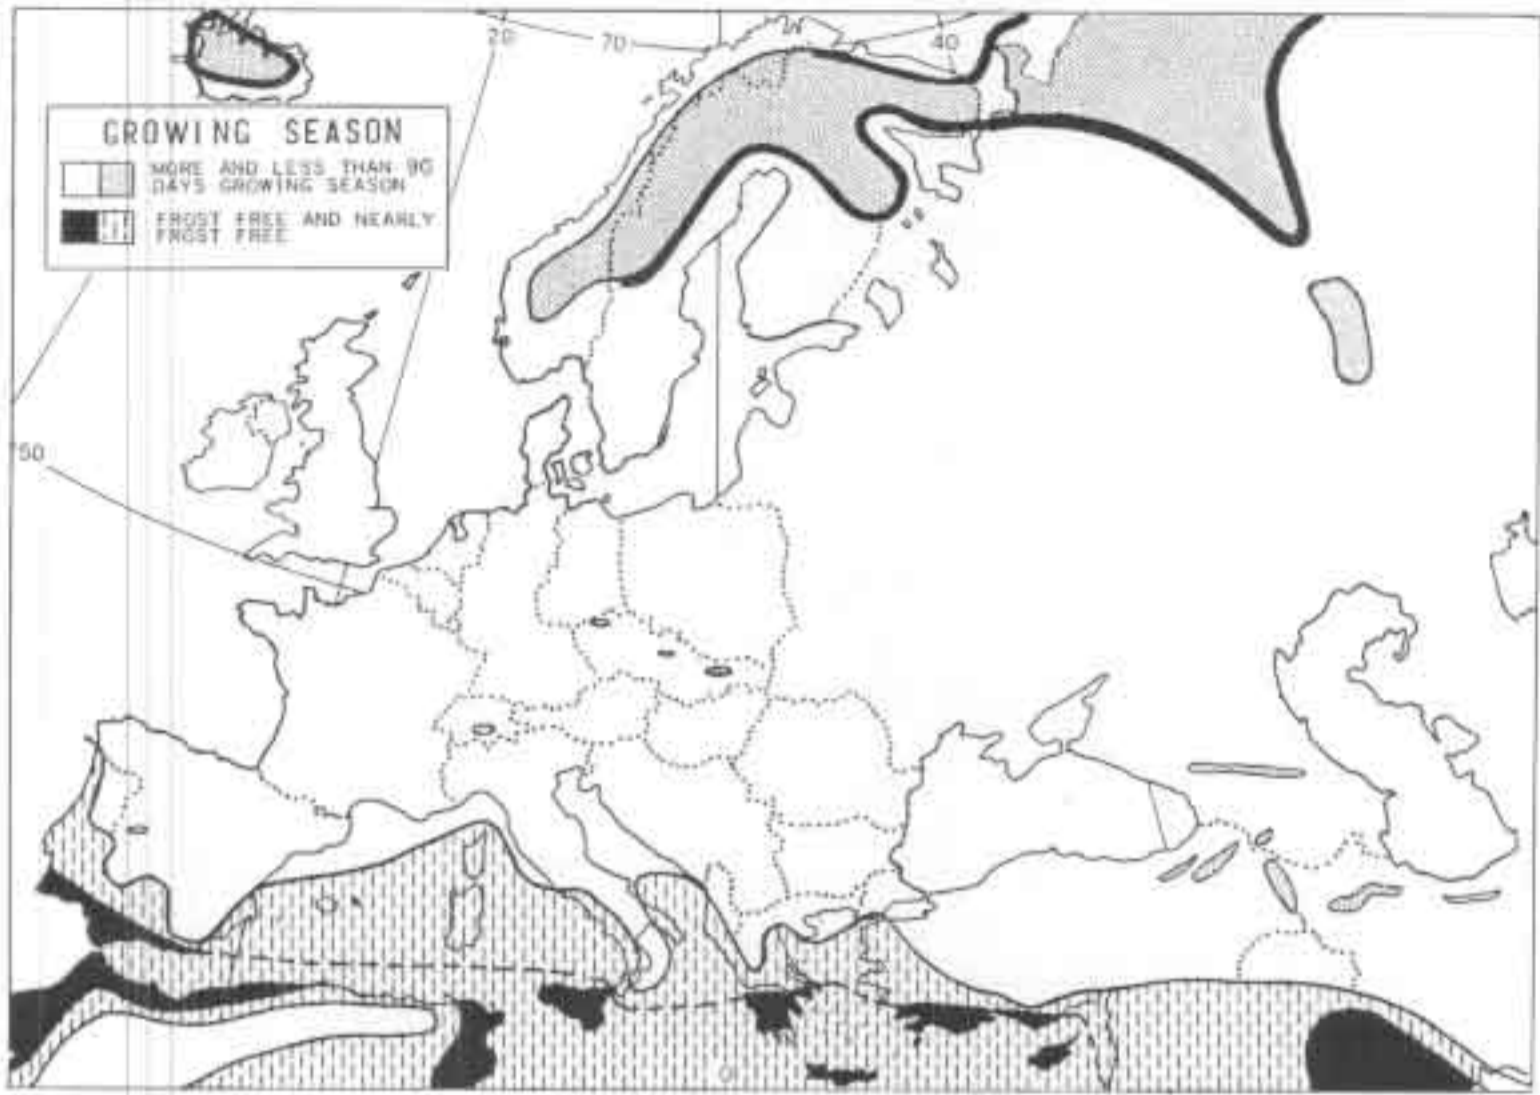 20
70
40
GROWING SEASON
MORE AND LESS THAN 90
DAYS GROWING SEASON
FROST FREE AND NEARLY
FROST FREE
50